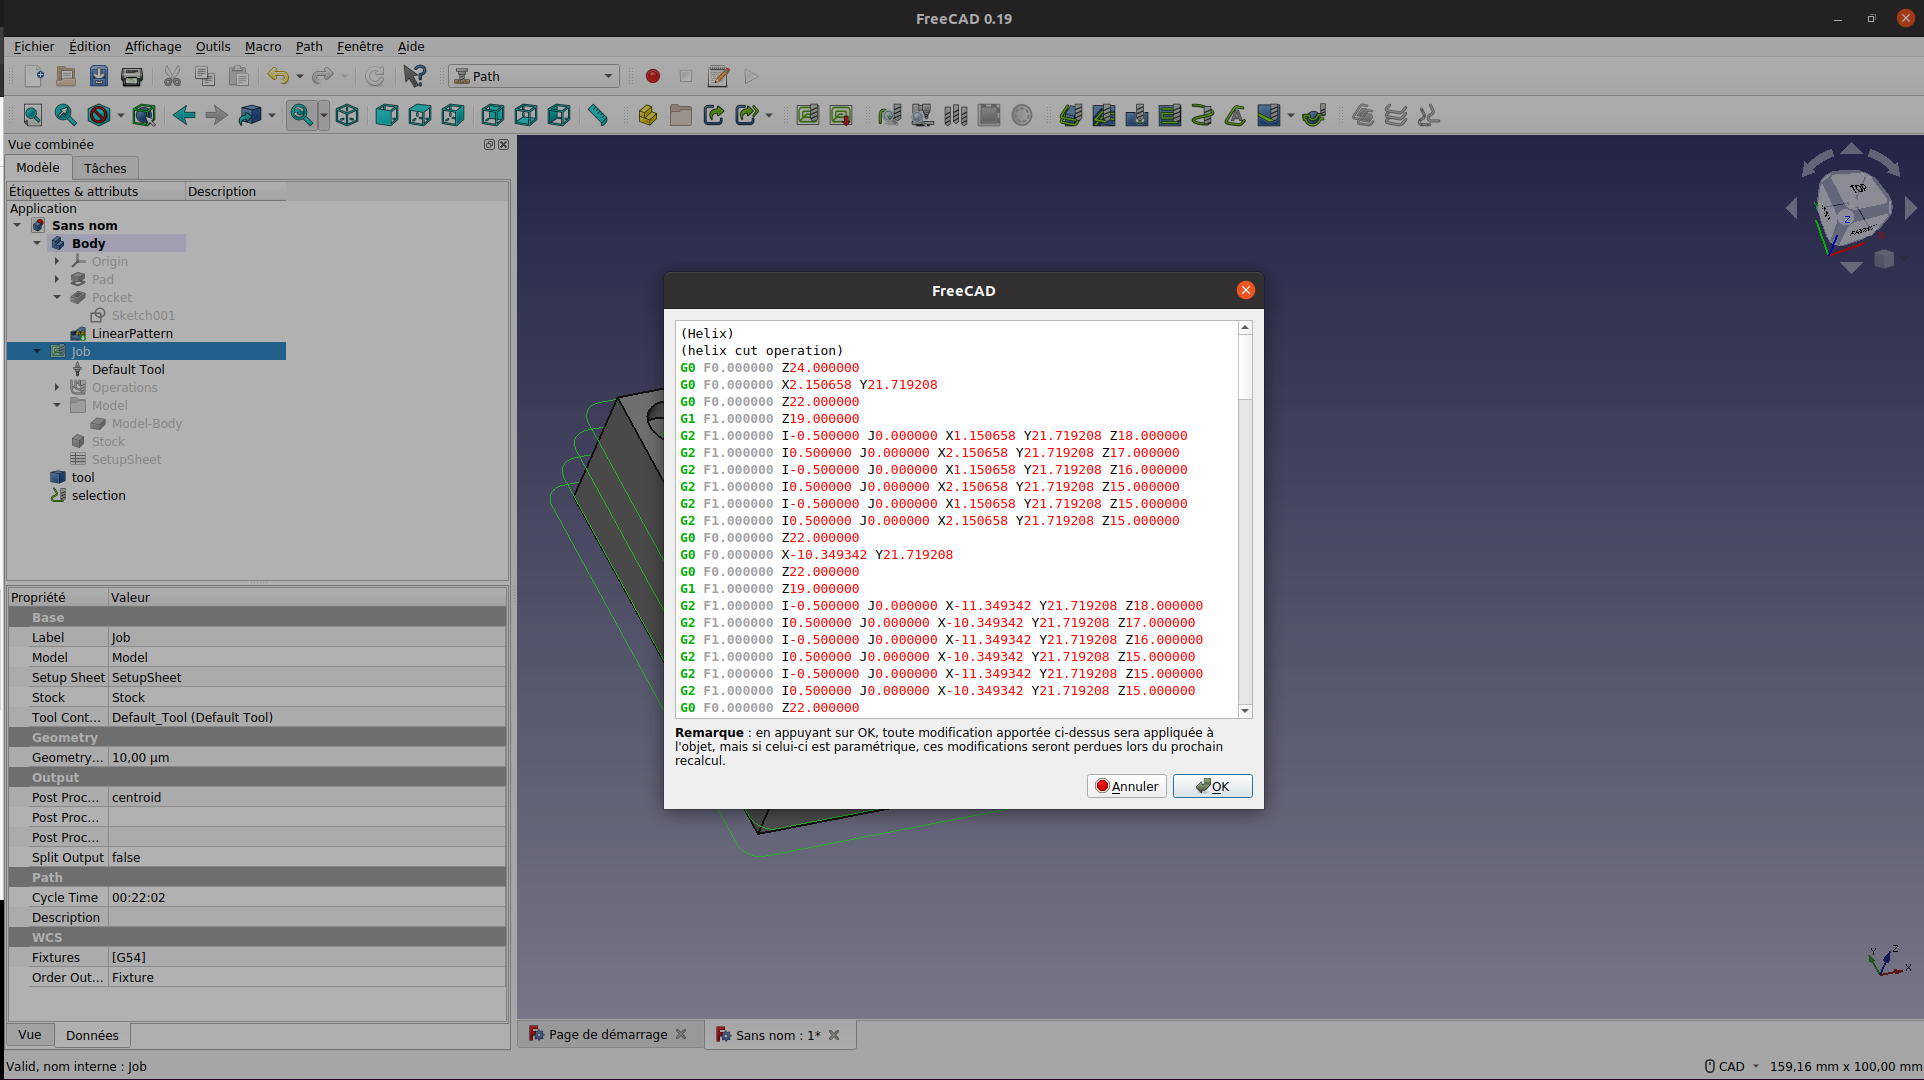 FreeCAD 0.19
Fichier Édition Affichage Outils Macro Path Fenêtre Aide
Path
Vue combinée
Modèle Tâches
Étiquettes & attributs Description
Application
Sans nom
Body
Origin
Pad
Pocket
Sketch001
LinearPattern
Job
Default Tool
Operations
Model
Model-Body
Stock
SetupSheet
tool
selection
Propriété Valeur
Base
Label Job
Model Model
Setup Sheet SetupSheet
Stock Stock
Tool Cont... Default_Tool (Default Tool)
Geometry
Geometry... 10,00 µm
Output
Post Proc... centroid
Post Proc...
Post Proc...
Split Output false
Path
Cycle Time 00:22:02
Description
WCS
Fixtures [G54]
Order Out... Fixture
Vue Données
Valid, nom interne : Job
TOP
Z
FreeCAD
(Helix)
(helix cut operation)
G0 F0.000000 Z24.000000
G0 F0.000000 X2.150658 Y21.719208
G0 F0.000000 Z22.000000
G1 F1.000000 Z19.000000
G2 F1.000000 I-0.500000 J0.000000 X1.150658 Y21.719208 Z18.000000
G2 F1.000000 I0.500000 J0.000000 X2.150658 Y21.719208 Z17.000000
G2 F1.000000 I-0.500000 J0.000000 X1.150658 Y21.719208 Z16.000000
G2 F1.000000 I0.500000 J0.000000 X2.150658 Y21.719208 Z15.000000
G2 F1.000000 I-0.500000 J0.000000 X1.150658 Y21.719208 Z15.000000
G2 F1.000000 I0.500000 J0.000000 X2.150658 Y21.719208 Z15.000000
G0 F0.000000 Z22.000000
G0 F0.000000 X-10.349342 Y21.719208
G0 F0.000000 Z22.000000
G1 F1.000000 Z19.000000
G2 F1.000000 I-0.500000 J0.000000 X-11.349342 Y21.719208 Z18.000000
G2 F1.000000 I0.500000 J0.000000 X-10.349342 Y21.719208 Z17.000000
G2 F1.000000 I-0.500000 J0.000000 X-11.349342 Y21.719208 Z16.000000
G2 F1.000000 I0.500000 J0.000000 X-10.349342 Y21.719208 Z15.000000
G2 F1.000000 I-0.500000 J0.000000 X-11.349342 Y21.719208 Z15.000000
G2 F1.000000 I0.500000 J0.000000 X-10.349342 Y21.719208 Z15.000000
G0 F0.000000 Z22.000000
Remarque : en appuyant sur OK, toute modification apportée ci-dessus sera appliquée à
l'objet, mais si celui-ci est paramétrique, ces modifications seront perdues lors du prochain
recalcul.
Annuler OK
Y Z X
Page de démarrage Sans nom : 1*
CAD 159,16 mm x 100,00 mm